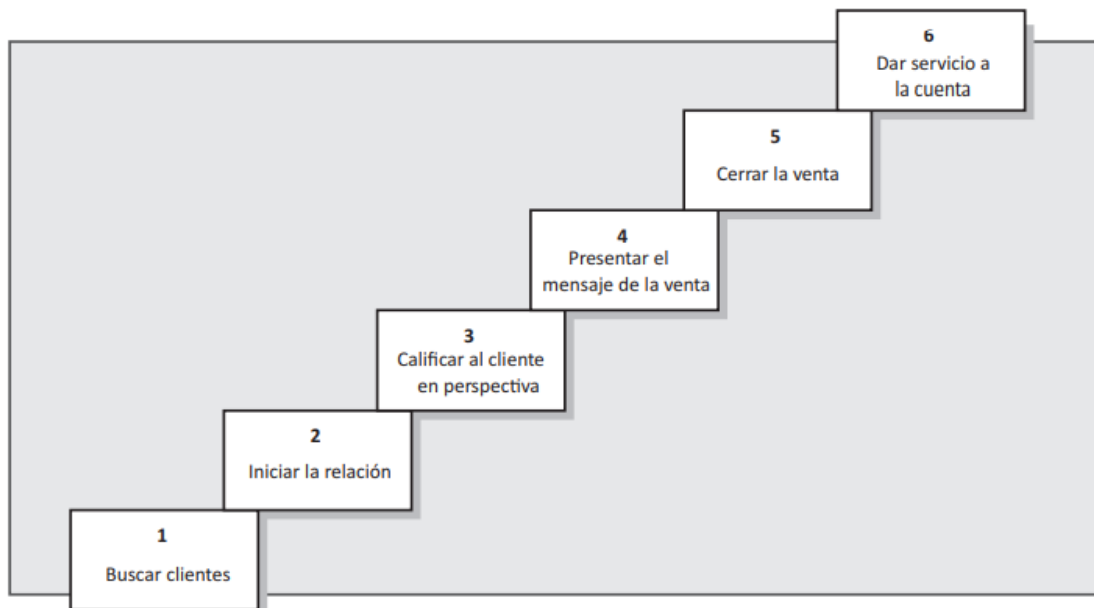 6
Dar servicio a
la cuenta
5
Cerrar la venta
4
Presentar el
mensaje de la venta
3
Calificar al cliente
en perspectiva
2
Iniciar la relación
1
Buscar clientes